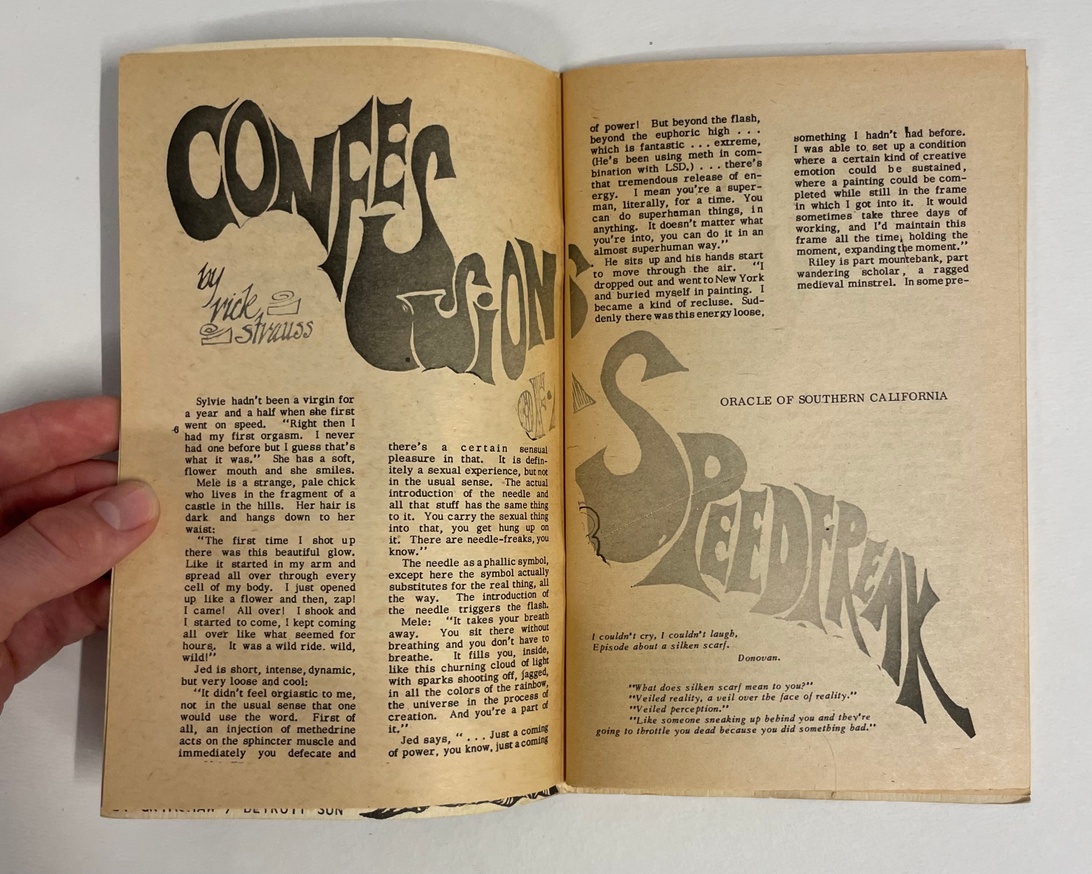 CONFES
SIONS
OF A
SPEEDFREAK
by
rick
strauss
Sylvie hadn't been a virgin for
a year and a half when she first
went on speed. "Right then I
had my first orgasm. I never
had one before but I guess that's
what it was." She has a soft,
flower mouth and she smiles.
Mele is a strange, pale chick
who lives in the fragment of a
castle in the hills. Her hair is
dark and hangs down to her
waist:
"The first time I shot up
there was this beautiful glow.
Like it started in my arm and
spread all over through every
cell of my body. I just opened
up like a flower and then, zap!
I came! All over! I shook and
I started to come, I kept coming
all over like what seemed for
hours. It was a wild ride. wild,
wild!"
Jed is short, intense, dynamic,
but very loose and cool:
"It didn't feel orgiastic to me,
not in the usual sense that one
would use the word. First of
all, an injection of methedrine
acts on the sphincter muscle and
immediately you defecate and
6
there's a certain sensual
pleasure in that. It is defin-
itely a sexual experience, but not
in the usual sense. The actual
introduction of the needle and
all that stuff has the same thing
to it. You carry the sexual thing
into that, you get hung up on
it. There are needle-freaks, you
know."
The needle as a phallic symbol,
except here the symbol actually
substitutes for the real thing, all
the way. The introduction of
the needle triggers the flash.
Mele: "It takes your breath
away. You sit there without
breathing and you don't have to
breathe. It fills you, inside,
like this churning cloud of light
with sparks shooting off, jagged,
in all the colors of the rainbow,
the universe in the process of
creation. And you're a part of
it."
Jed says, " . . . Just a coming
of power, you know, just a coming
DETROIT SUN
of power! But beyond the flash,
beyond the euphoric high . . .
which is fantastic . . . extreme,
(He's been using meth in com-
bination with LSD.) . . . there's
that tremendous release of en-
ergy. I mean you're a super-
man, literally, for a time. You
can do superhuman things, in
anything. It doesn't matter what
you're into, you can do it in an
almost superhuman way."
He sits up and his hands start
to move through the air. "I
dropped out and went to New York
and buried myself in painting. I
became a kind of recluse. Sud-
denly there was this energy loose,
something I hadn't had before.
I was able to set up a condition
where a certain kind of creative
emotion could be sustained,
where a painting could be com-
pleted while still in the frame
in which I got into it. It would
sometimes take three days of
working, and I'd maintain this
frame all the time, holding the
moment, expanding the moment."
Riley is part mountebank, part
wandering scholar, a ragged
medieval minstrel. In some pre-
ORACLE OF SOUTHERN CALIFORNIA
I couldn't cry, I couldn't laugh,
Episode about a silken scarf.
Donovan.
"What does silken scarf mean to you?"
"Veiled reality, a veil over the face of reality."
"Veiled perception."
"Like someone sneaking up behind you and they're
going to throttle you dead because you did something bad."